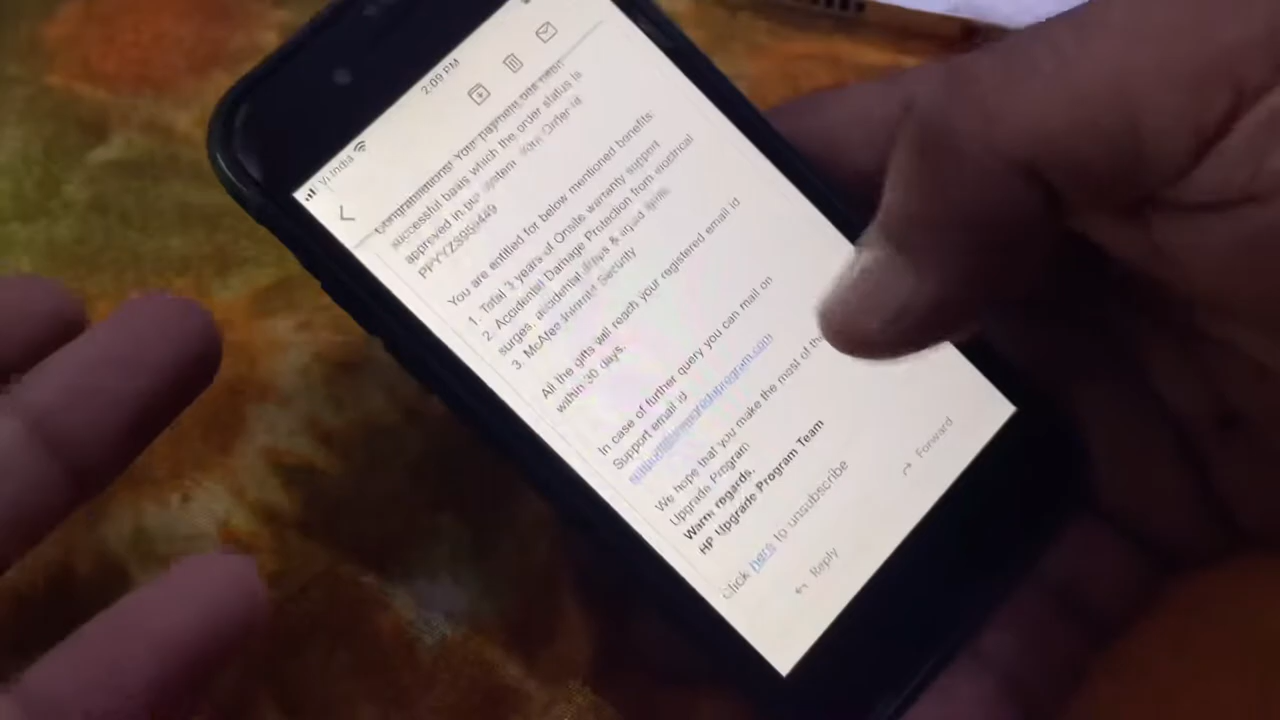 2:09 PM
Vi India
Congratulations! Your payment has been
successful basis which the order status is
approved in our system. Your Order id
You are entitled for below mentioned benefits:
1. Total 3 years of Onsite warranty support
2. Accidental Damage Protection from electrical
surges, accidental drops & liquid spills
3. McAfee Internet Security
All the gifts will reach your registered email id
within 30 days.
In case of further query you can mail on
Support email id
We hope that you make the most of the
Upgrade Program
Warm regards,
HP Upgrade Program Team
Click here to unsubscribe
Reply
Forward